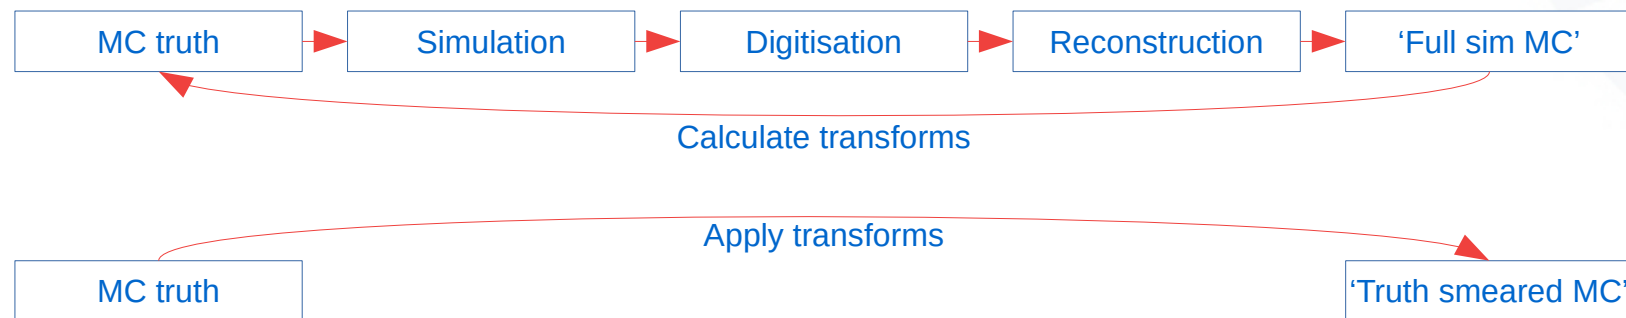 MC truth
Simulation
Digitisation
Reconstruction
‘Full sim MC’
Calculate transforms
Apply transforms
MC truth
‘Truth smeared MC’